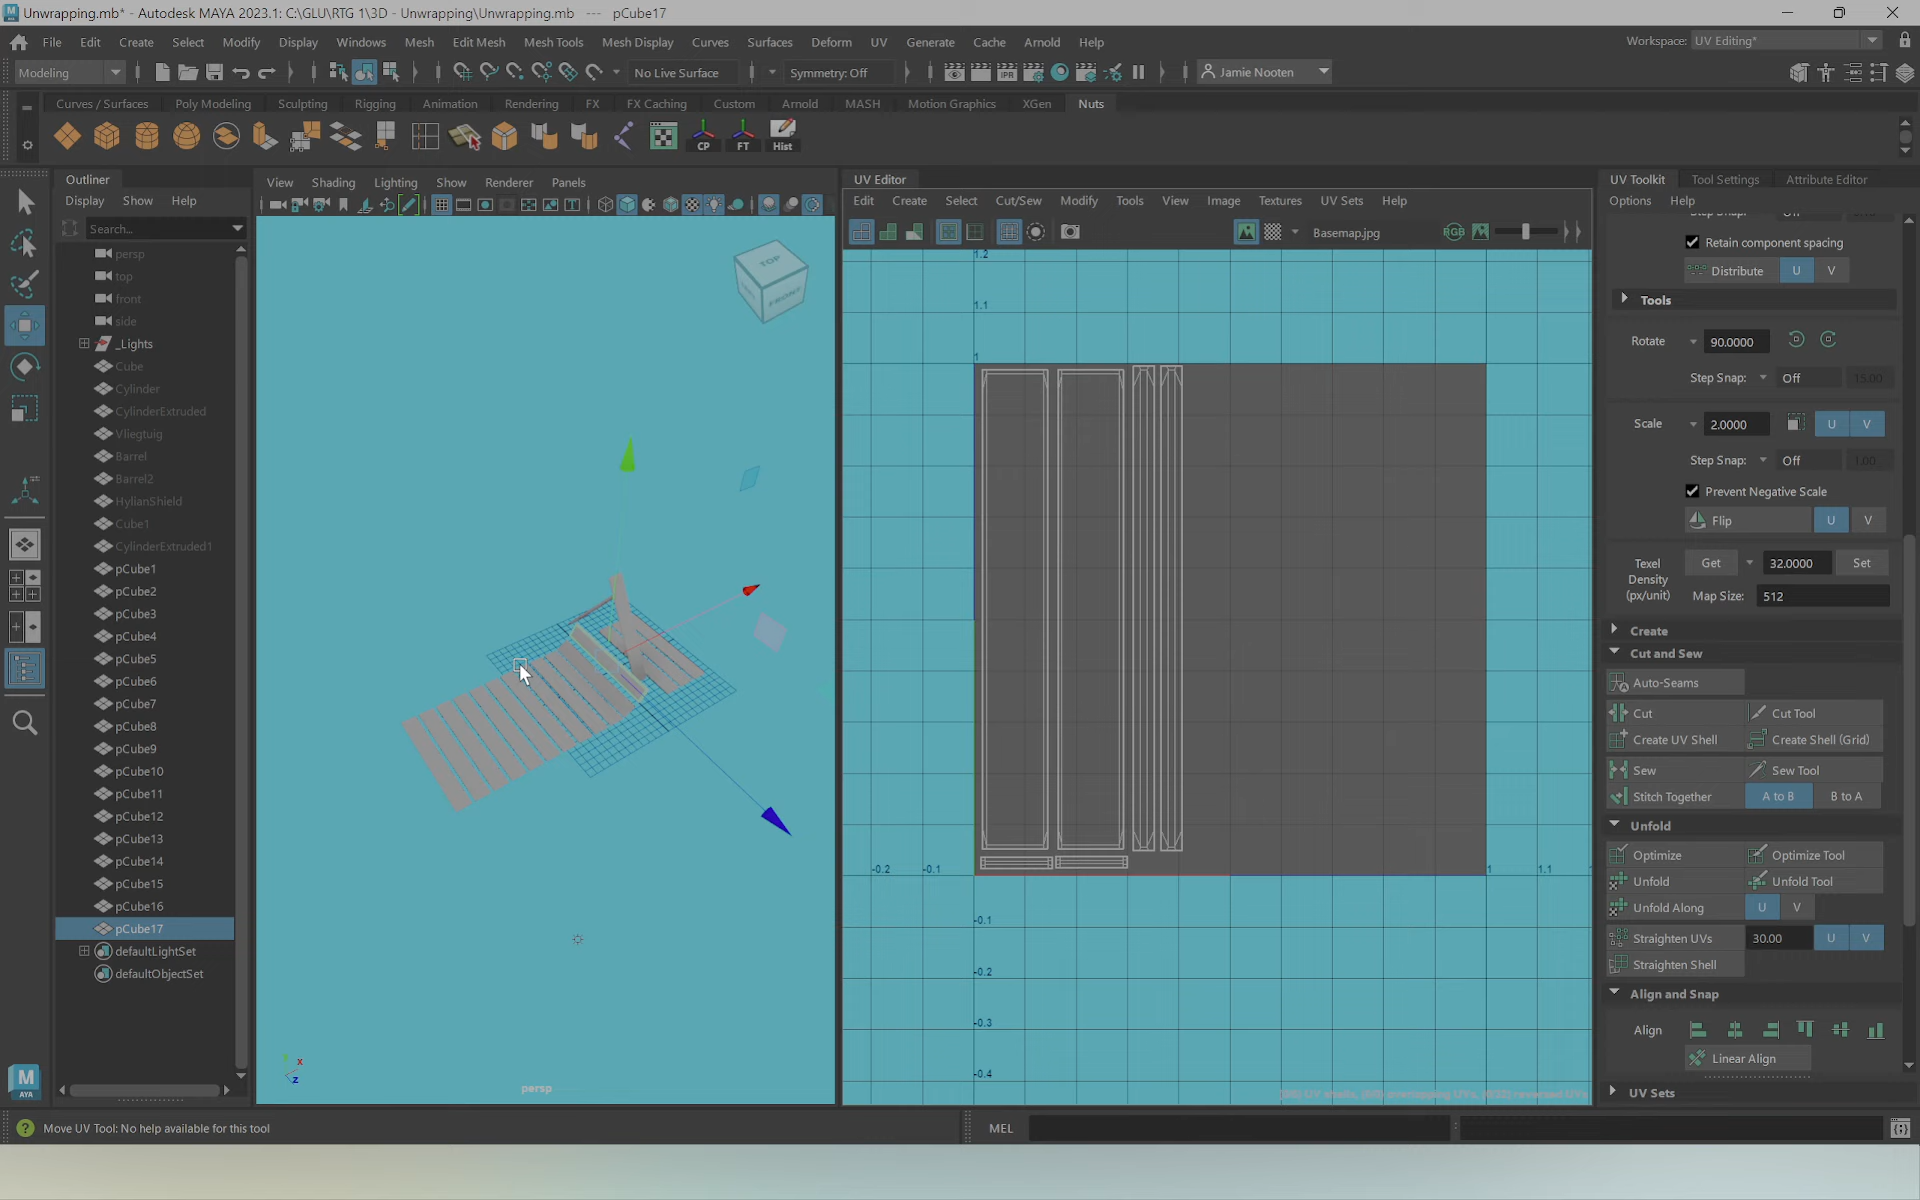 Unwrapping.mb* - Autodesk MAYA 2023.1: C:\GLU\RTG 1\3D - Unwrapping\Unwrapping.mb --- pCube17
File Edit Create Select Modify Display Windows Mesh Edit Mesh Mesh Tools Mesh Display Curves Surfaces Deform UV Generate Cache Arnold Help
Workspace: UV Editing*
Modeling
No Live Surface
Symmetry: Off
IPR
Jamie Nooten
Curves / Surfaces Poly Modeling Sculpting Rigging Animation Rendering FX FX Caching Custom Arnold MASH Motion Graphics XGen Nuts
CP FT Hist
Outliner
Display Show Help
Search...
persp
top
front
side
_Lights
Cube
Cylinder
CylinderExtruded
Vliegtuig
Barrel
Barrel2
HylianShield
Cube1
CylinderExtruded1
pCube1
pCube2
pCube3
pCube4
pCube5
pCube6
pCube7
pCube8
pCube9
pCube10
pCube11
pCube12
pCube13
pCube14
pCube15
pCube16
pCube17
defaultLightSet
defaultObjectSet
View Shading Lighting Show Renderer Panels
TOP
FRONT
x
z
persp
UV Editor
Edit Create Select Cut/Sew Modify Tools View Image Textures UV Sets Help
Basemap.jpg
RGB
1.2
1.1
1
-0.2 -0.1 1 1.1
-0.1
-0.2
-0.3
-0.4
UV Toolkit Tool Settings Attribute Editor
Options Help
Retain component spacing
Distribute U V
Tools
Rotate 90.0000
Step Snap: Off 15.00
Scale 2.0000 U V
Step Snap: Off 1.00
Prevent Negative Scale
Flip U V
Texel Density (px/unit) Get 32.0000 Set
Map Size: 512
Create
Cut and Sew
Auto-Seams
Cut Cut Tool
Create UV Shell Create Shell (Grid)
Sew Sew Tool
Stitch Together A to B B to A
Unfold
Optimize Optimize Tool
Unfold Unfold Tool
Unfold Along U V
Straighten UVs 30.00 U V
Straighten Shell
Align and Snap
Align
Linear Align
UV Sets
M
AYA
Move UV Tool: No help available for this tool
MEL